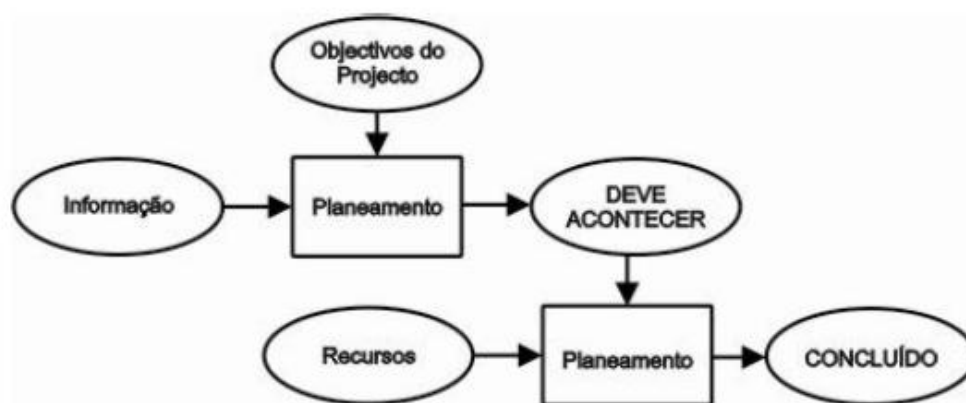 Objectivos do
Projecto
Informação
Planeamento
DEVE
ACONTECER
Recursos
Planeamento
CONCLUÍDO